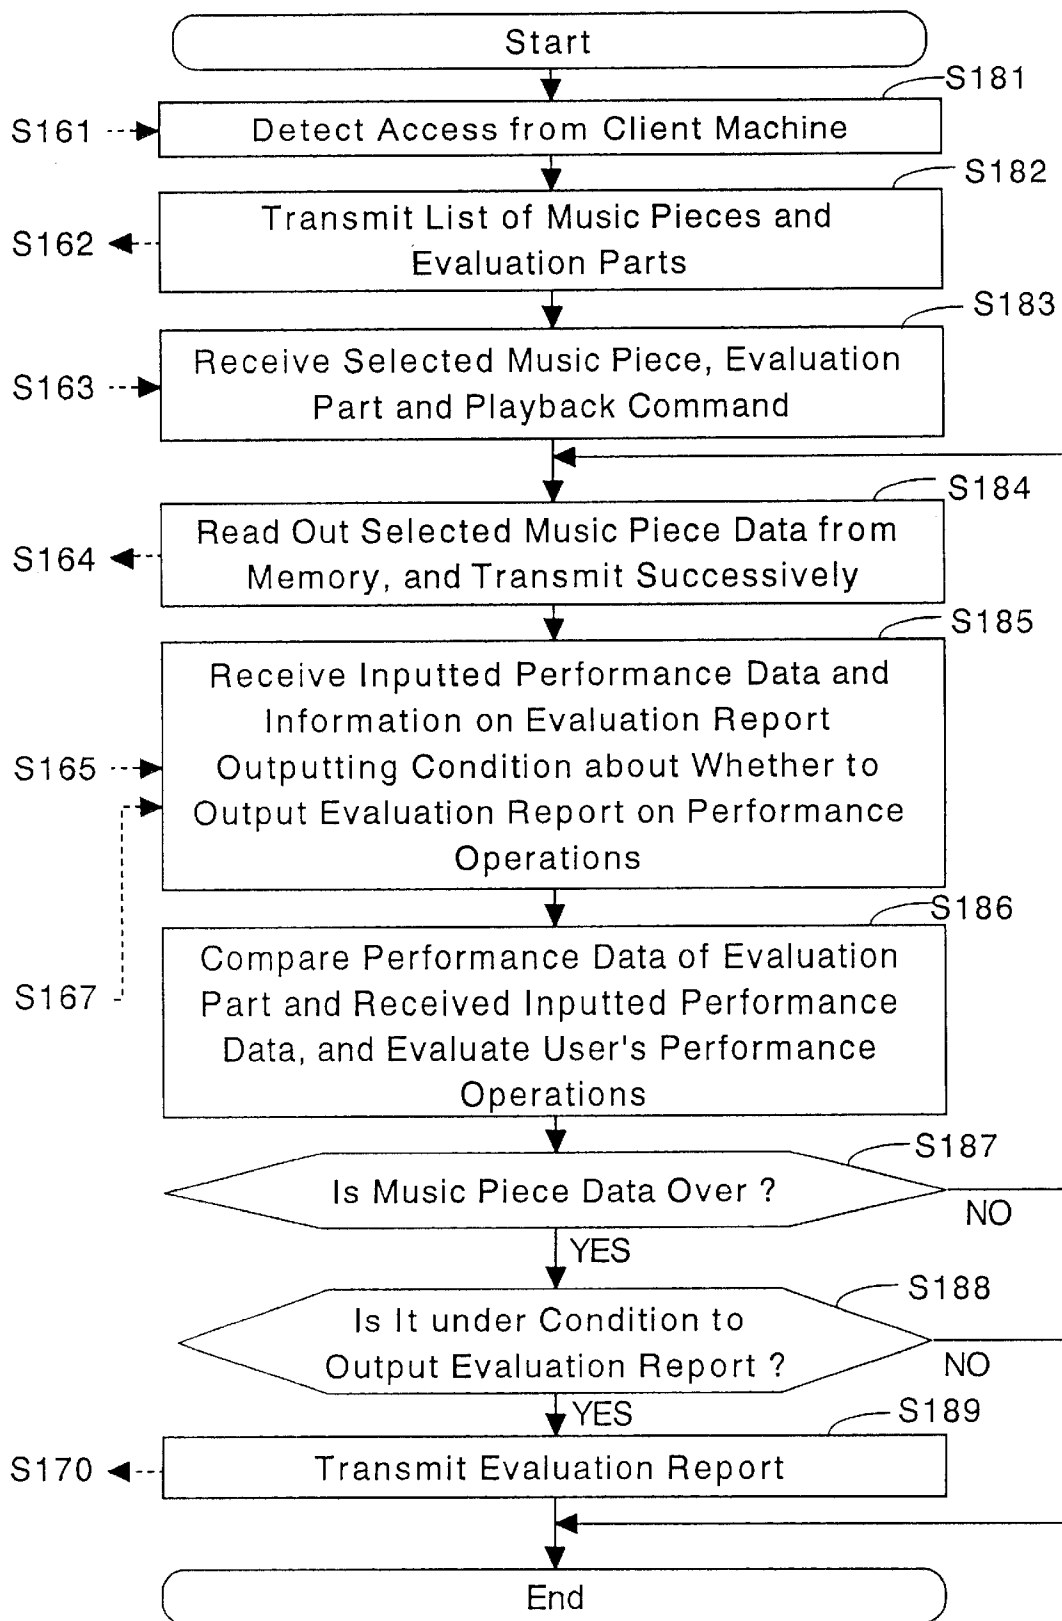 Start
S181
S161
Detect Access from Client Machine
S182
Transmit List of Music Pieces and
S162
Evaluation Parts
S183
Receive Selected Music Piece, Evaluation
S163
Part and Playback Command
S184
Read Out Selected Music Piece Data from
S164
Memory, and Transmit Successively
S185
Receive Inputted Performance Data and
Information on Evaluation Report
S165
Outputting Condition about Whether to
Output Evaluation Report on Performance
Operations
S186
Compare Performance Data of Evaluation
S167
Part and Received Inputted Performance
Data, and Evaluate User's Performance
Operations
S187
Is Music Piece Data Over ?
NO
YES
S188
Is It under Condition to
Output Evaluation Report ?
NO
YES
S189
S170
Transmit Evaluation Report
End